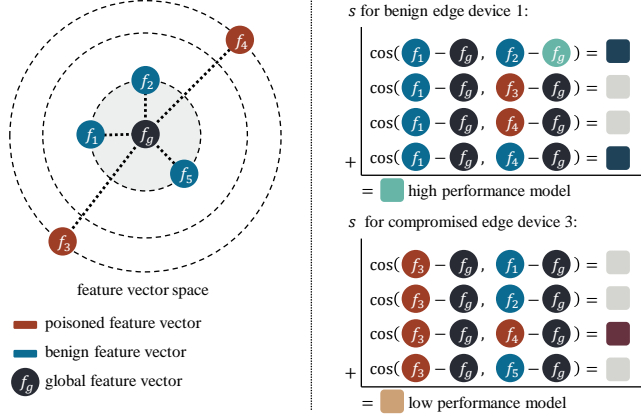 f4
f2
f1
fg
f5
f3
feature vector space
poisoned feature vector
benign feature vector
fg global feature vector
s for benign edge device 1:
cos( f1 − fg , f2 − fg ) =
cos( f1 − fg , f3 − fg ) =
cos( f1 − fg , f4 − fg ) =
+ cos( f1 − fg , f4 − fg ) =
= high performance model
s for compromised edge device 3:
cos( f3 − fg , f1 − fg ) =
cos( f3 − fg , f2 − fg ) =
cos( f3 − fg , f4 − fg ) =
+ cos( f3 − fg , f5 − fg ) =
= low performance model